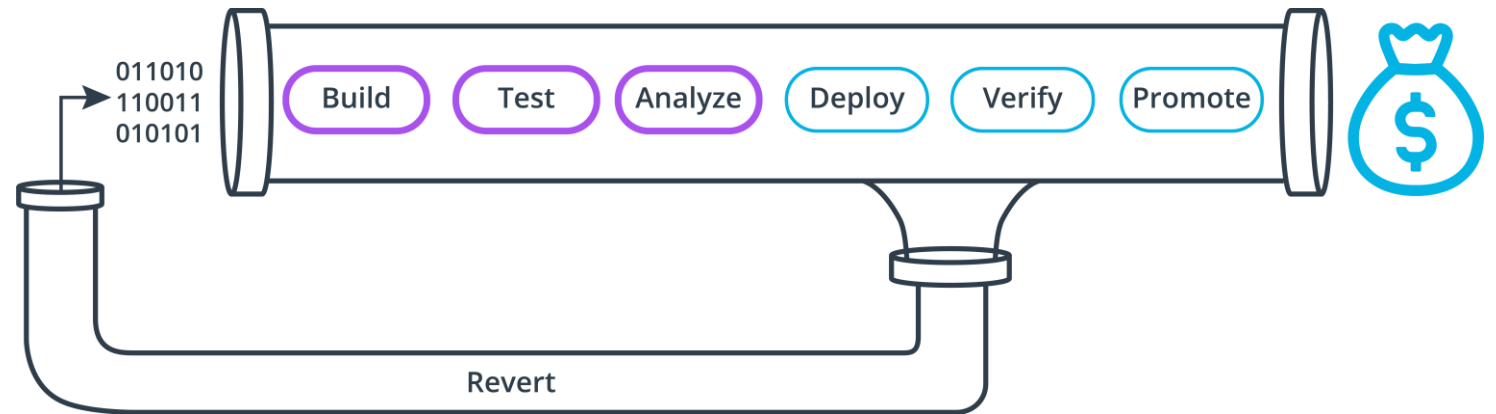 011010
110011
010101
Build
Test
Analyze
Deploy
Verify
Promote
$
Revert